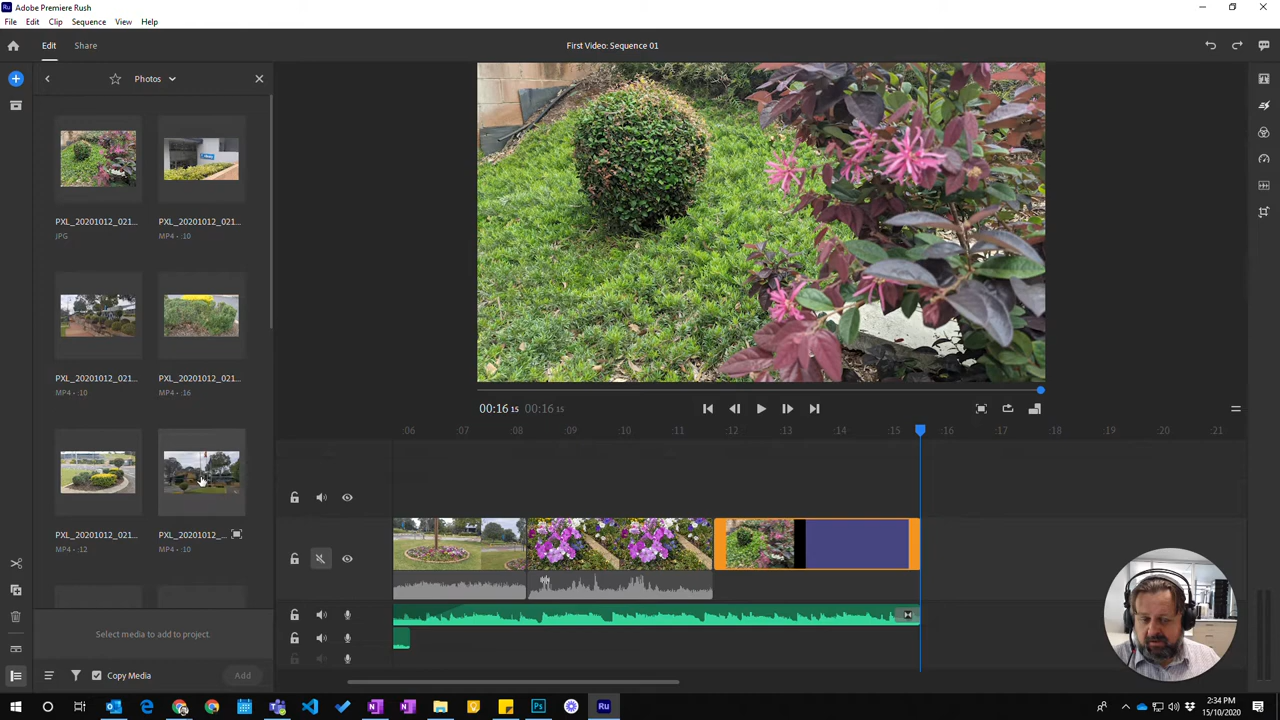 Adobe Premiere Rush
File Edit Clip Sequence View Help
Edit Share First Video: Sequence 01
Photos
PXL_20201012_021... PXL_20201012_021...
JPG MP4 • :10
PXL_20201012_021... PXL_20201012_021...
MP4 • :10 MP4 • :16
PXL_20201012_021... PXL_20201012_...
MP4 • :12 MP4 • :10
Select media to add to project.
Copy Media Add
00:16 15 00:16 15
:06 :07 :08 :09 :10 :11 :12 :13 :14 :15 :16 :17 :18 :19 :20 :21
2:34 PM
15/10/2020